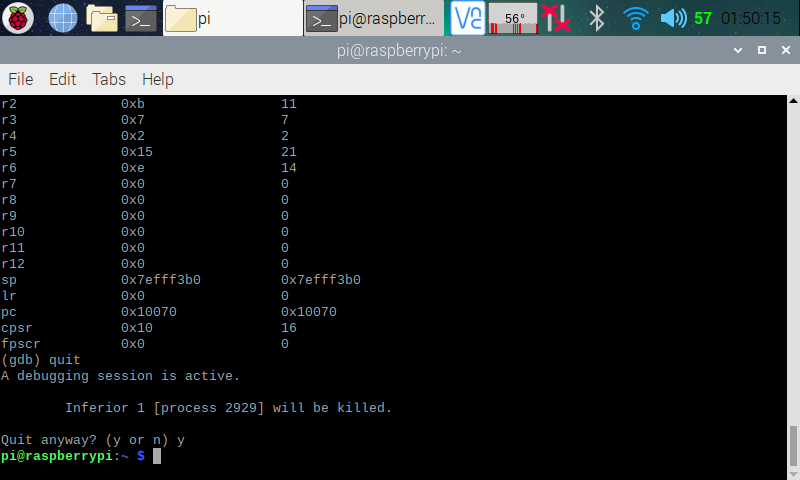 pi
pi@raspberr...
56°
57
01:50:15
pi@raspberrypi: ~
File Edit Tabs Help
r2 0xb 11
r3 0x7 7
r4 0x2 2
r5 0x15 21
r6 0xe 14
r7 0x0 0
r8 0x0 0
r9 0x0 0
r10 0x0 0
r11 0x0 0
r12 0x0 0
sp 0x7efff3b0 0x7efff3b0
lr 0x0 0
pc 0x10070 0x10070
cpsr 0x10 16
fpscr 0x0 0
(gdb) quit
A debugging session is active.
Inferior 1 [process 2929] will be killed.
Quit anyway? (y or n) y
pi@raspberrypi:~ $